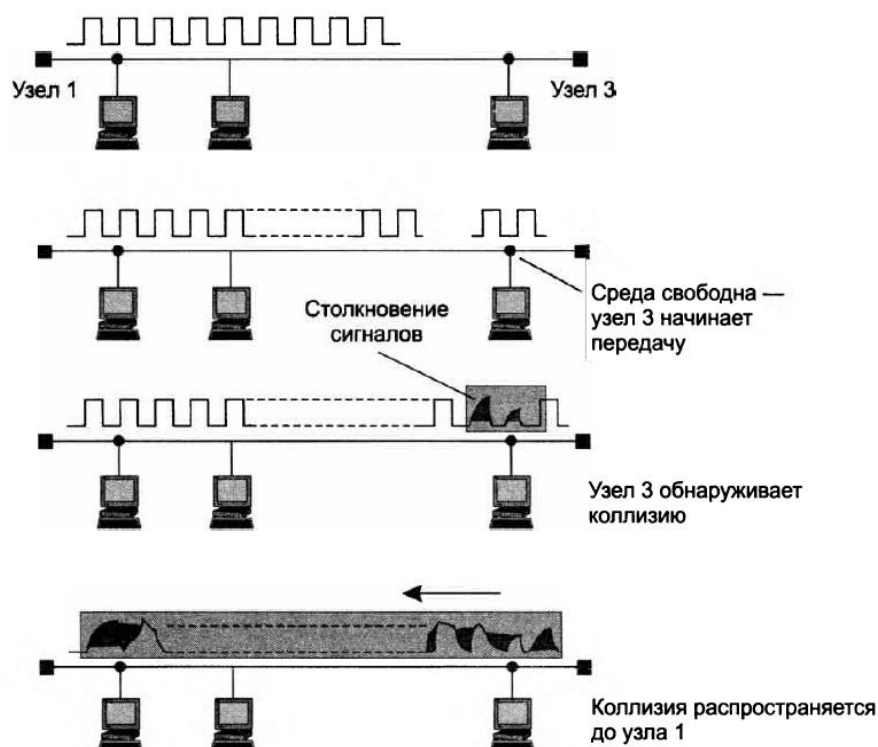 Узел 1
Узел 3
Среда свободна —
узел 3 начинает
передачу
Столкновение
сигналов
Узел 3 обнаруживает
коллизию
Коллизия распространяется
до узла 1